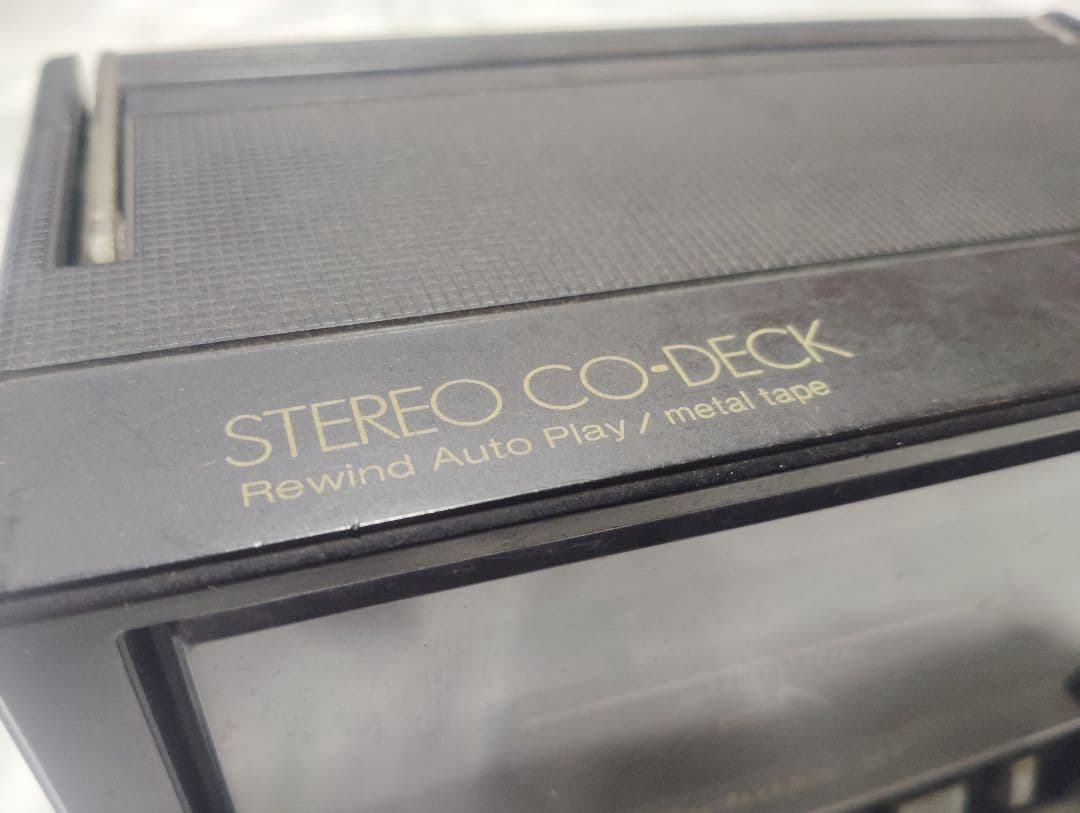 STEREO CO-DECK
Rewind Auto Play / metal tape